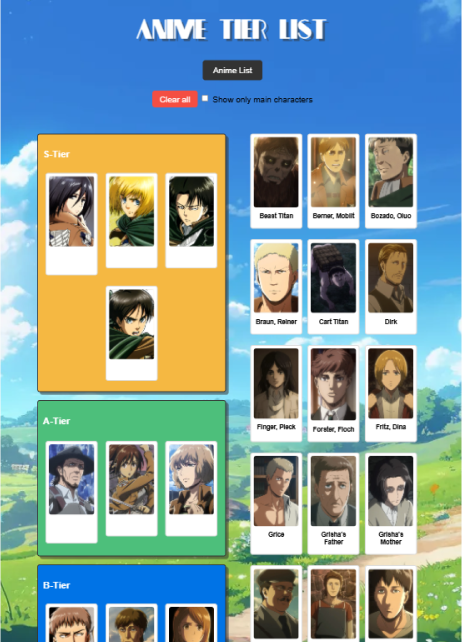 ANIME TIER LIST
Anime List
Clear all
Show only main characters
S-Tier
A-Tier
B-Tier
Beast Titan
Berner, Moblit
Bozado, Oluo
Braun, Reiner
Cart Titan
Dirk
Finger, Pieck
Forster, Floch
Fritz, Dina
Grice
Grisha's
Father
Grisha's
Mother